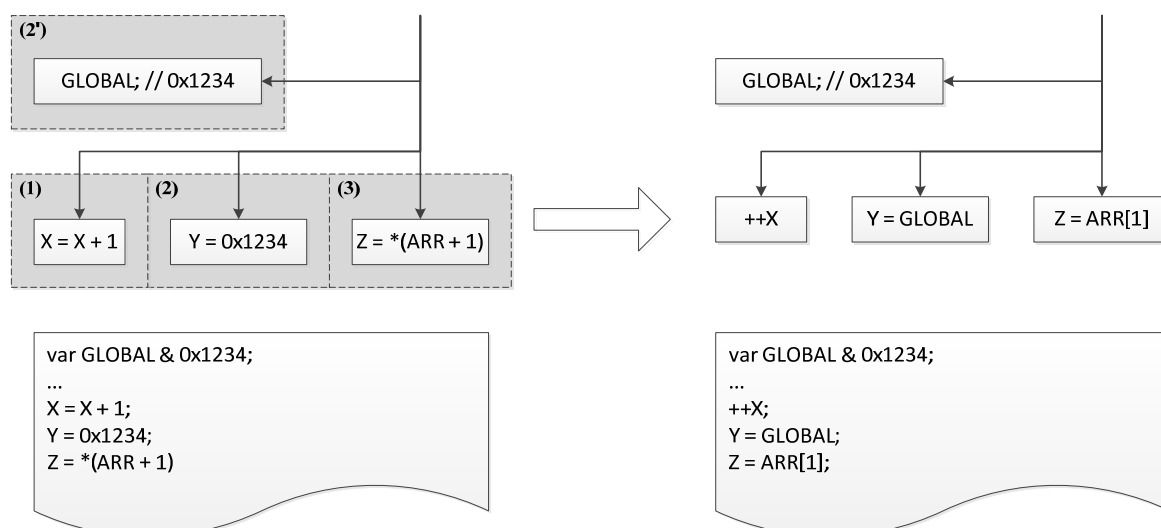 (2')
GLOBAL; // 0x1234
(1)
(2)
(3)
X = X + 1
Y = 0x1234
Z = *(ARR + 1)
var GLOBAL & 0x1234;
...
X = X + 1;
Y = 0x1234;
Z = *(ARR + 1)
GLOBAL; // 0x1234
++X
Y = GLOBAL
Z = ARR[1]
var GLOBAL & 0x1234;
...
++X;
Y = GLOBAL;
Z = ARR[1];